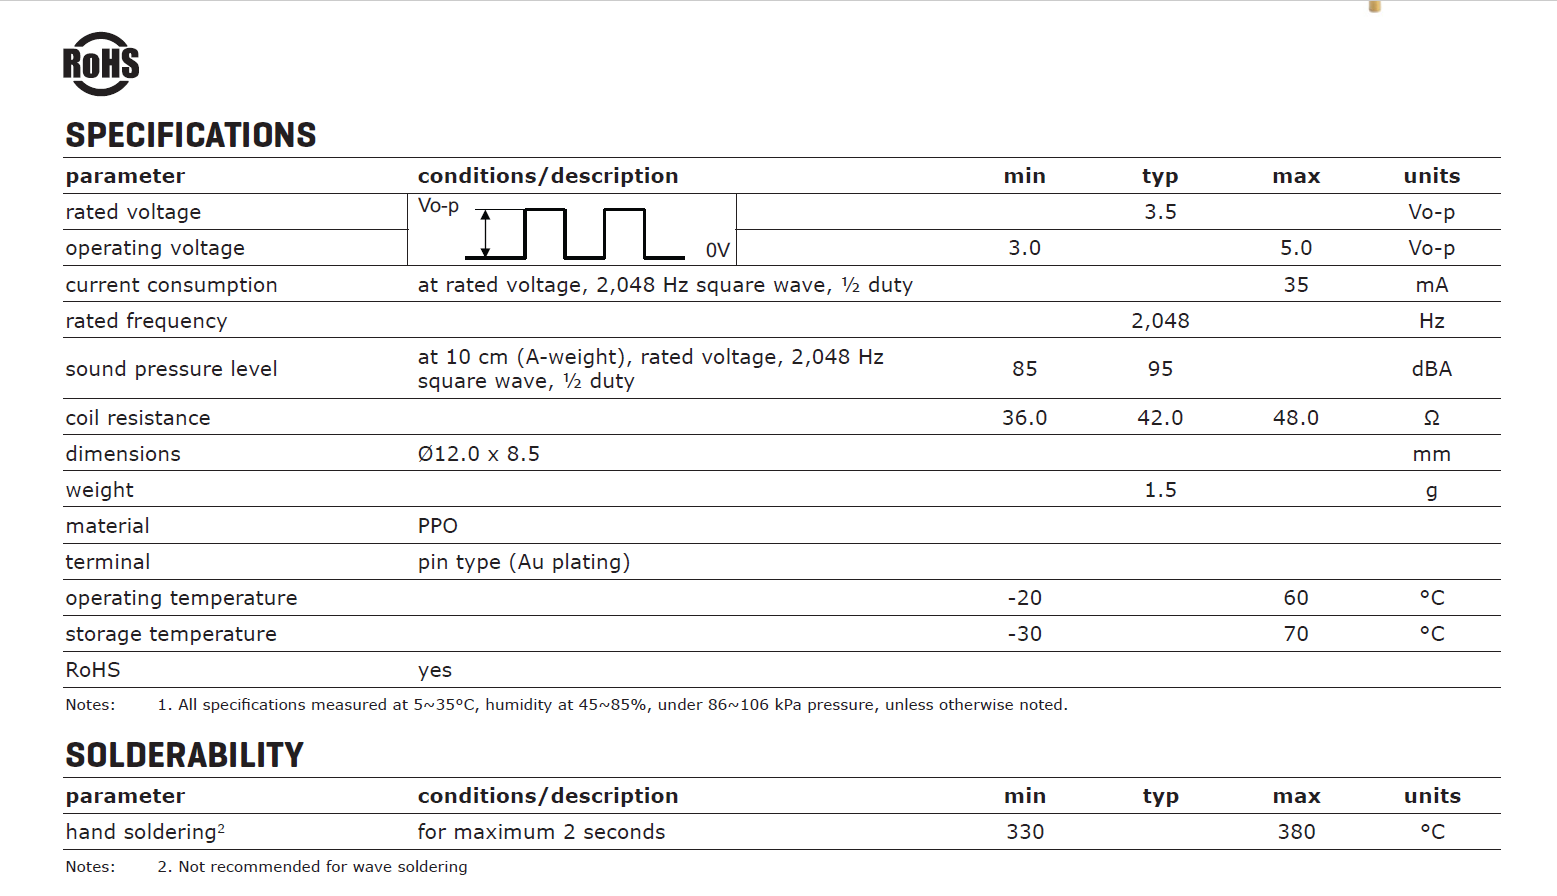 RoHS
SPECIFICATIONS
parameter conditions/description min typ max units
rated voltage Vo-p 3.5 Vo-p
operating voltage 0V 3.0 5.0 Vo-p
current consumption at rated voltage, 2,048 Hz square wave, ½ duty 35 mA
rated frequency 2,048 Hz
sound pressure level at 10 cm (A-weight), rated voltage, 2,048 Hz
square wave, ½ duty 85 95 dBA
coil resistance 36.0 42.0 48.0 Ω
dimensions Ø12.0 x 8.5 mm
weight 1.5 g
material PPO
terminal pin type (Au plating)
operating temperature -20 60 °C
storage temperature -30 70 °C
RoHS yes
Notes: 1. All specifications measured at 5~35°C, humidity at 45~85%, under 86~106 kPa pressure, unless otherwise noted.
SOLDERABILITY
parameter conditions/description min typ max units
hand soldering² for maximum 2 seconds 330 380 °C
Notes: 2. Not recommended for wave soldering